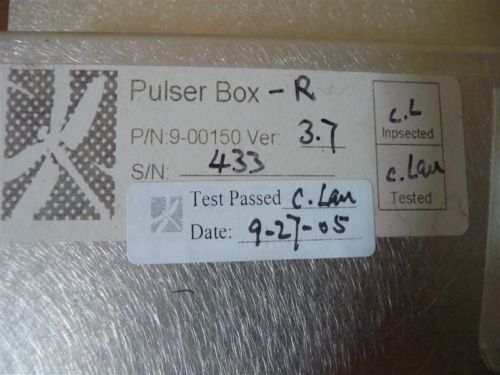 Pulser Box - R
P/N:9-00150 Ver: 3.7
S/N: 433
C.L
Inpsected
C.Lau
Tested
Test Passed C.Lau
Date: 9-27-05